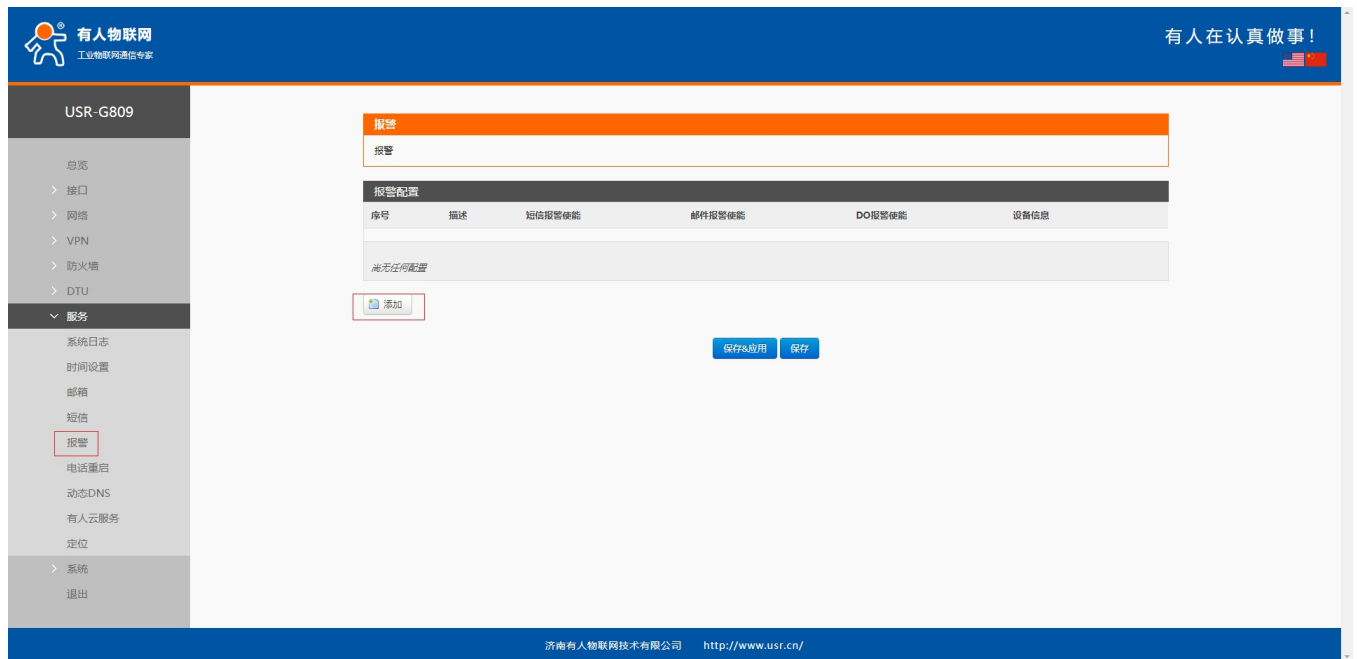 有人物联网
工业物联网通信专家
有人在认真做事!
USR-G809
总览
接口
网络
VPN
防火墙
DTU
服务
系统日志
时间设置
邮箱
短信
报警
电话重启
动态DNS
有人云服务
定位
系统
退出
报警
报警
报警配置
序号 描述 短信报警使能 邮件报警使能 DO报警使能 设备信息
尚无任何配置
添加
保存&应用 保存
济南有人物联网技术有限公司 http://www.usr.cn/